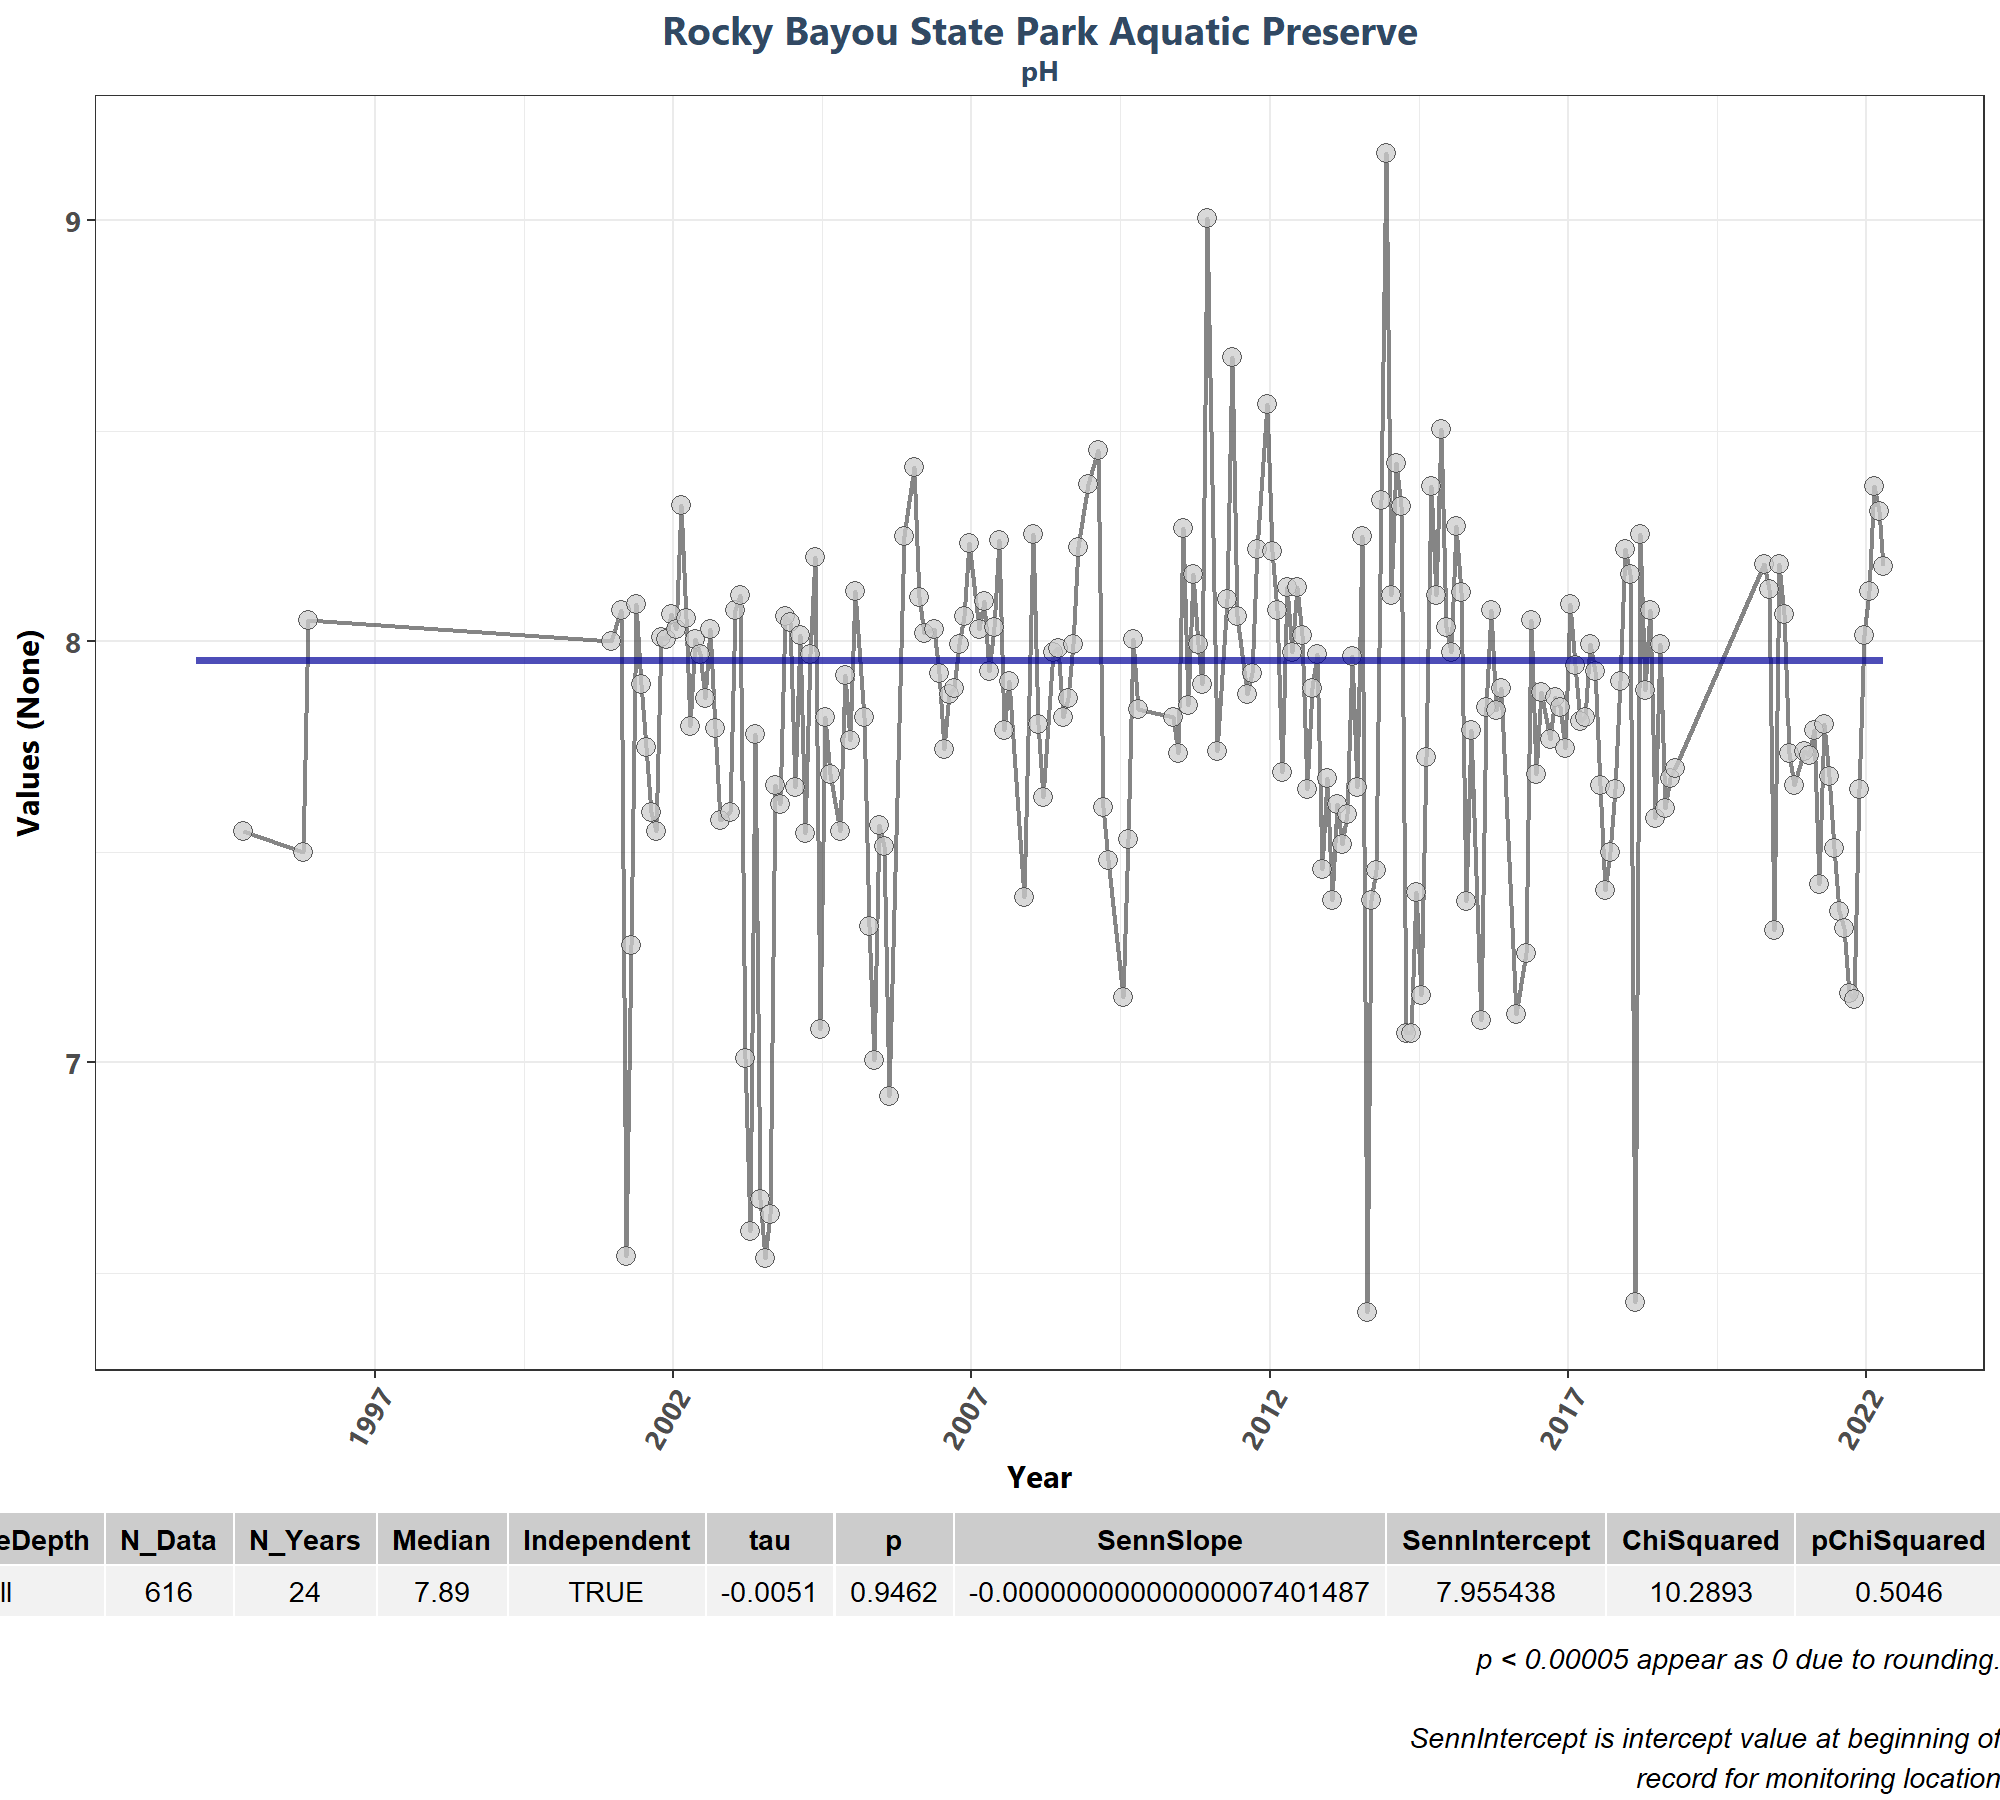 Rocky Bayou State Park Aquatic Preserve
pH
Values (None)
9
8
7
1997 2002 2007 2012 2017 2022
Year
eDepth N_Data N_Years Median Independent tau p SennSlope SennIntercept ChiSquared pChiSquared
ll 616 24 7.89 TRUE -0.0051 0.9462 -0.00000000000000007401487 7.955438 10.2893 0.5046
p < 0.00005 appear as 0 due to rounding.
SennIntercept is intercept value at beginning of
record for monitoring location